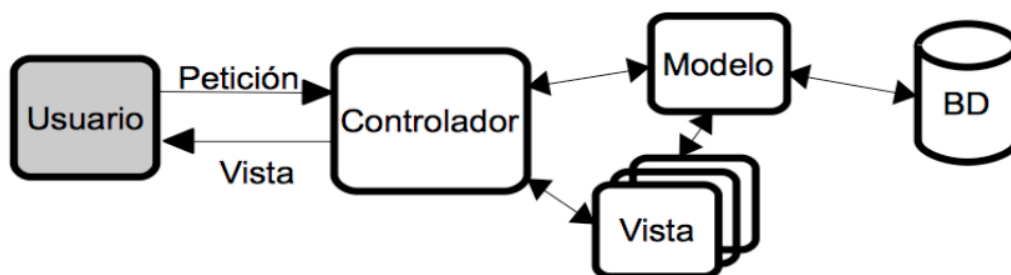 Usuario
Petición
Vista
Controlador
Modelo
Vista
BD